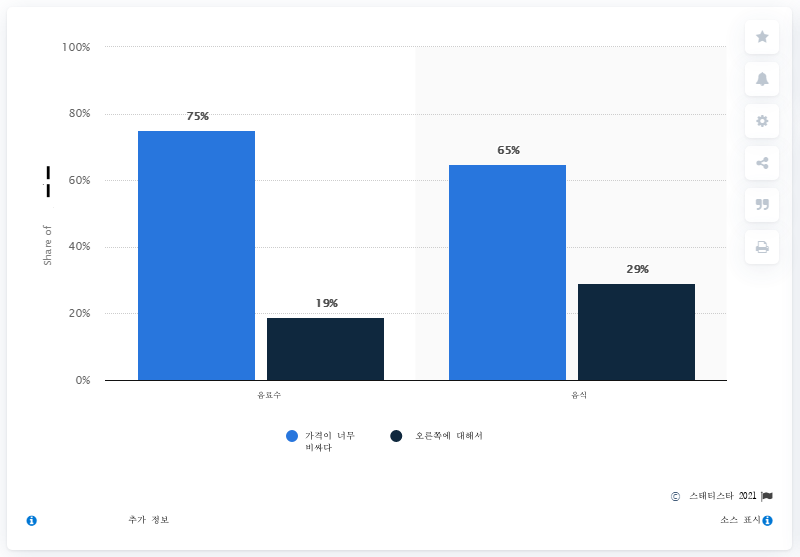 100%
80%
60%
40%
20%
0%
Share of
75%
19%
65%
29%
음료수
음식
가격이 너무
비싸다
오른쪽에 대해서
© 스태티스타 2021
추가 정보
소스 표시